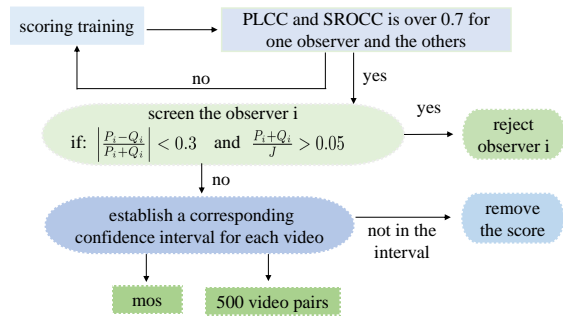 scoring training
PLCC and SROCC is over 0.7 for
one observer and the others
no
yes
screen the observer i
if: |P_i−Q_i / P_i+Q_i| < 0.3 and P_i+Q_i / J > 0.05
yes
reject
observer i
no
establish a corresponding
confidence interval for each video
not in the
interval
remove
the score
mos
500 video pairs